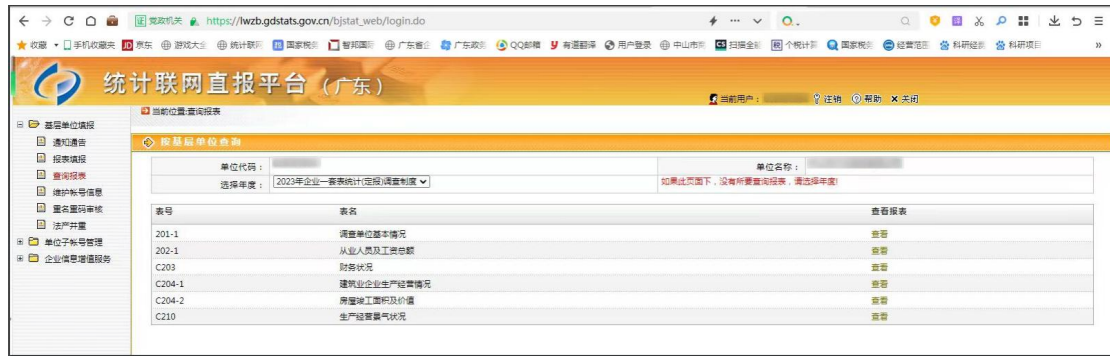 党政机关 https://lwzb.gdstats.gov.cn/bjstat_web/login.do
收藏 手机收藏夹 京东 游戏大全 统计联网 国家税务 智邦国际 广东省企 广东政务 QQ邮箱 有道翻译 用户登录 中山市 扫描全能 个税计算 国家税务 经营范围 科研经 科研项目
统计联网直报平台（广东）
当前用户： 注销 帮助 关闭
当前位置:查询报表
基层单位填报
通知通告
报表填报
查询报表
维护帐号信息
重名重码审核
法产并重
单位子帐号管理
企业信息增值服务
按基层单位查询
单位代码： 单位名称：
选择年度： 2023年企业一套表统计(定报)调查制度 如果此页面下，没有所要查询报表，请选择年度!
表号 表名 查看报表
201-1 调查单位基本情况 查看
202-1 从业人员及工资总额 查看
C203 财务状况 查看
C204-1 建筑业企业生产经营情况 查看
C204-2 房屋竣工面积及价值 查看
C210 生产经营景气状况 查看